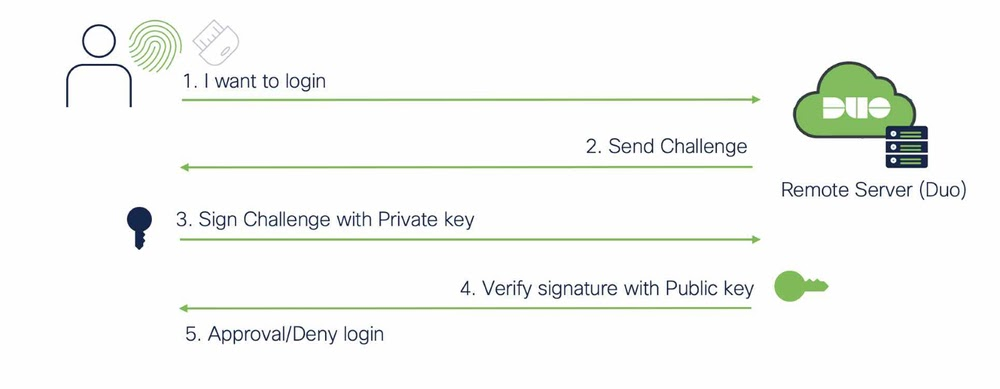 1. I want to login
DUO
2. Send Challenge
Remote Server (Duo)
3. Sign Challenge with Private key
4. Verify signature with Public key
5. Approval/Deny login